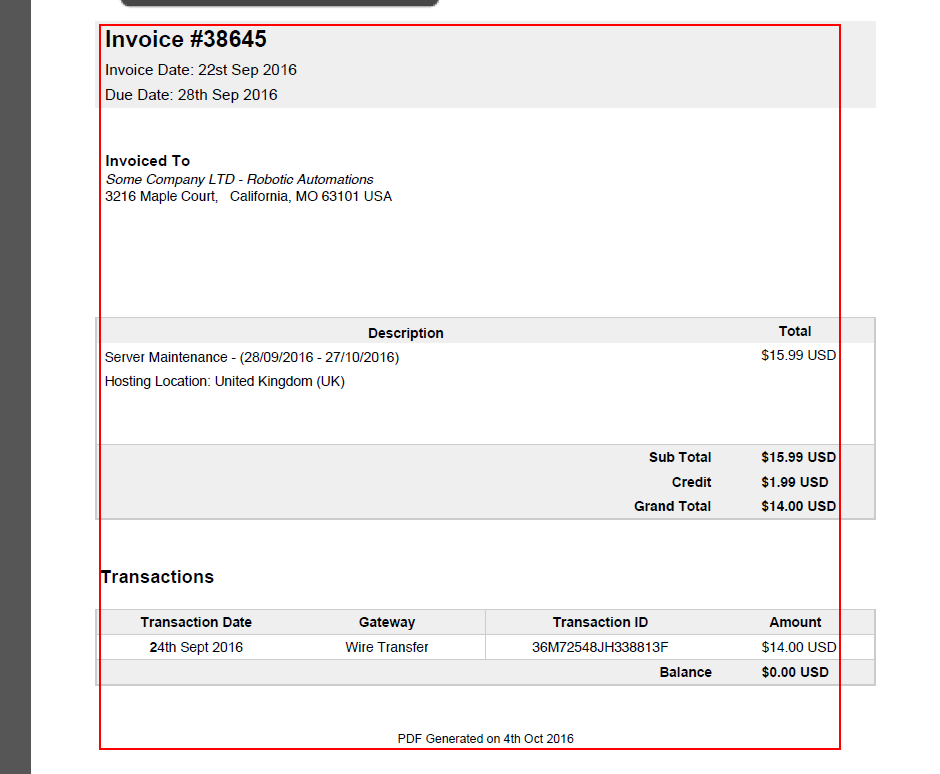 Invoice #38645
Invoice Date: 22st Sep 2016
Due Date: 28th Sep 2016
Invoiced To
Some Company LTD - Robotic Automations
3216 Maple Court,   California, MO 63101 USA
Description Total
Server Maintenance - (28/09/2016 - 27/10/2016) $15.99 USD
Hosting Location: United Kingdom (UK)
Sub Total $15.99 USD
Credit $1.99 USD
Grand Total $14.00 USD
Transactions
Transaction Date Gateway Transaction ID Amount
24th Sept 2016 Wire Transfer 36M72548JH338813F $14.00 USD
Balance $0.00 USD
PDF Generated on 4th Oct 2016